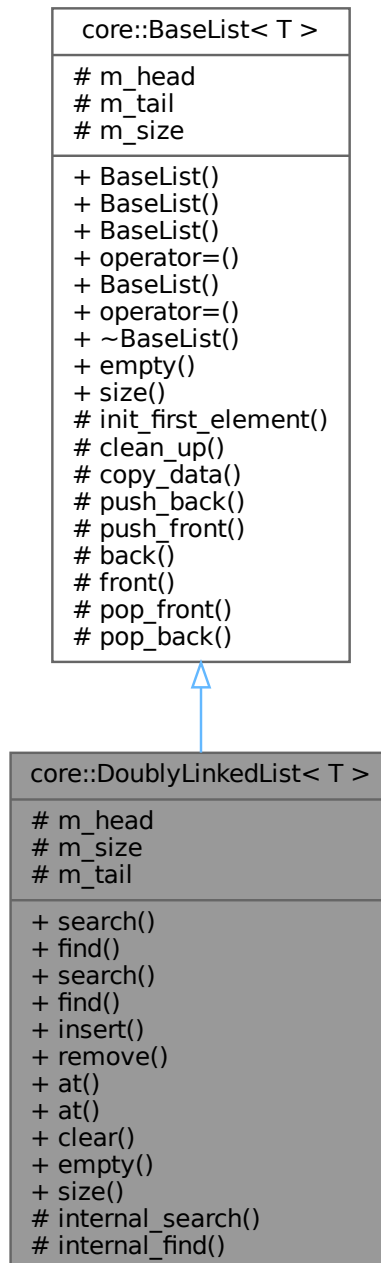 core::BaseList< T >
# m_head
# m_tail
# m_size
+ BaseList()
+ BaseList()
+ BaseList()
+ operator=()
+ BaseList()
+ operator=()
+ ~BaseList()
+ empty()
+ size()
# init_first_element()
# clean_up()
# copy_data()
# push_back()
# push_front()
# back()
# front()
# pop_front()
# pop_back()
core::DoublyLinkedList< T >
# m_head
# m_size
# m_tail
+ search()
+ find()
+ search()
+ find()
+ insert()
+ remove()
+ at()
+ at()
+ clear()
+ empty()
+ size()
# internal_search()
# internal_find()